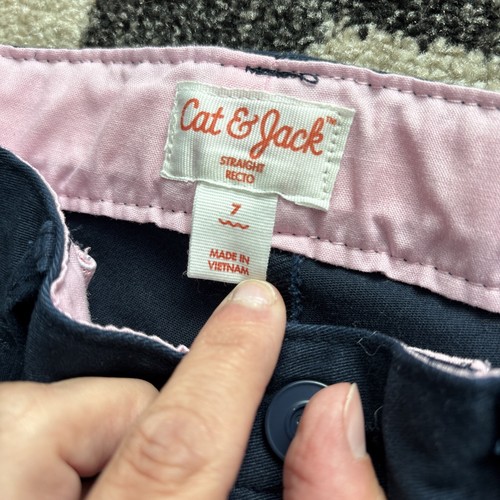 Cat & Jack™
STRAIGHT
RECTO
7
MADE IN
VIETNAM